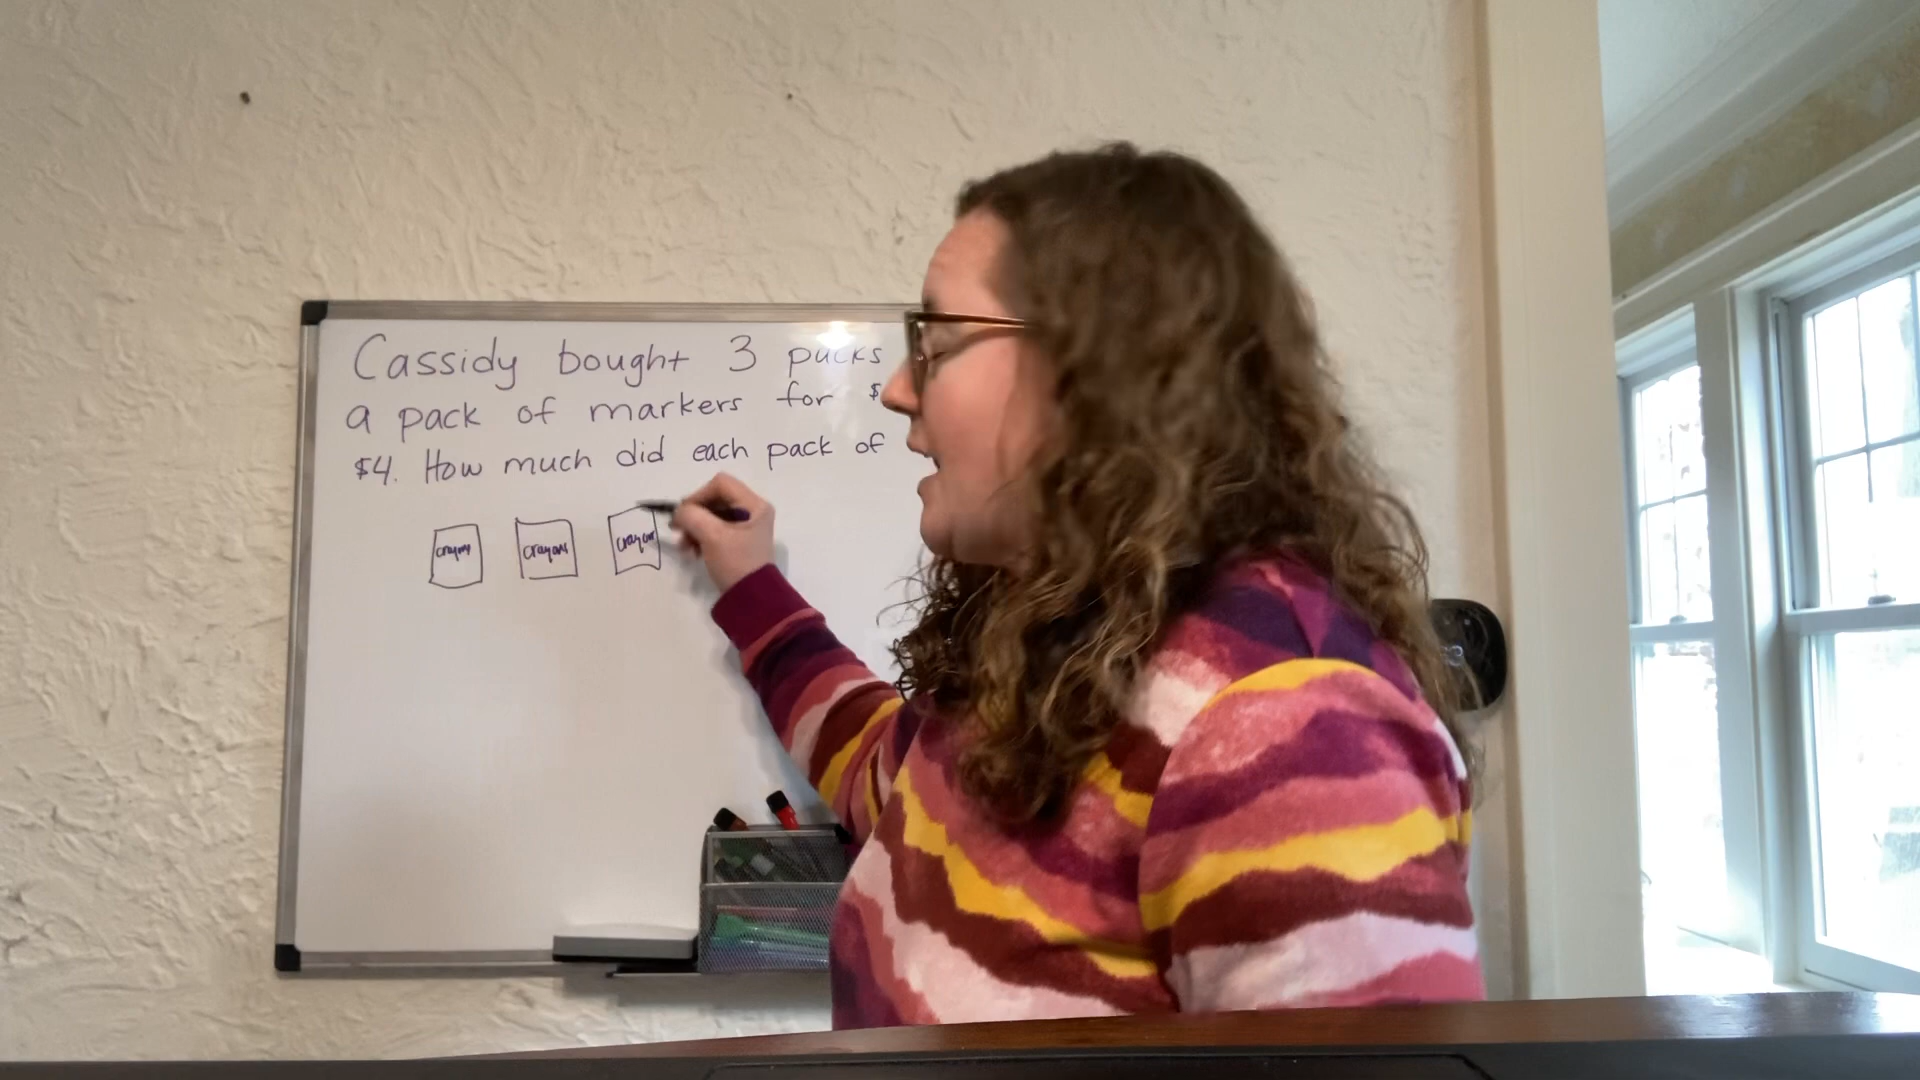 Cassidy bought 3 packs
a pack of markers for $
$4. How much did each pack of
crayons crayons crayons